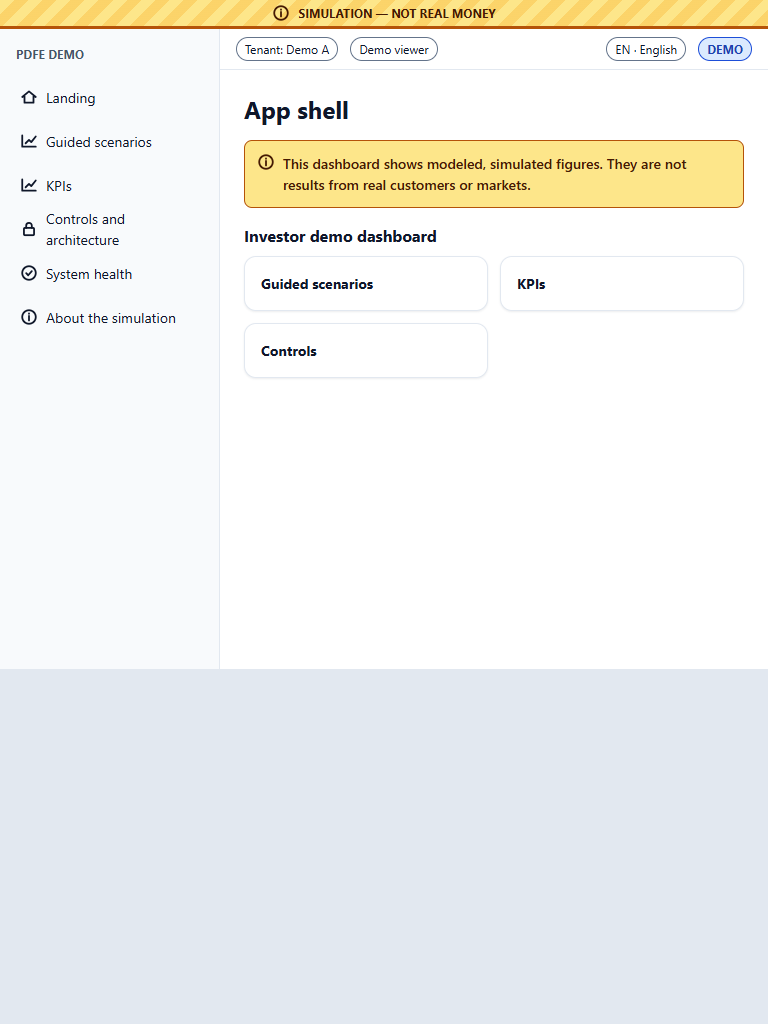 SIMULATION — NOT REAL MONEY
PDFE DEMO
Landing
Guided scenarios
KPIs
Controls and
architecture
System health
About the simulation
Tenant: Demo A
Demo viewer
EN · English
DEMO
App shell
This dashboard shows modeled, simulated figures. They are not
results from real customers or markets.
Investor demo dashboard
Guided scenarios
KPIs
Controls